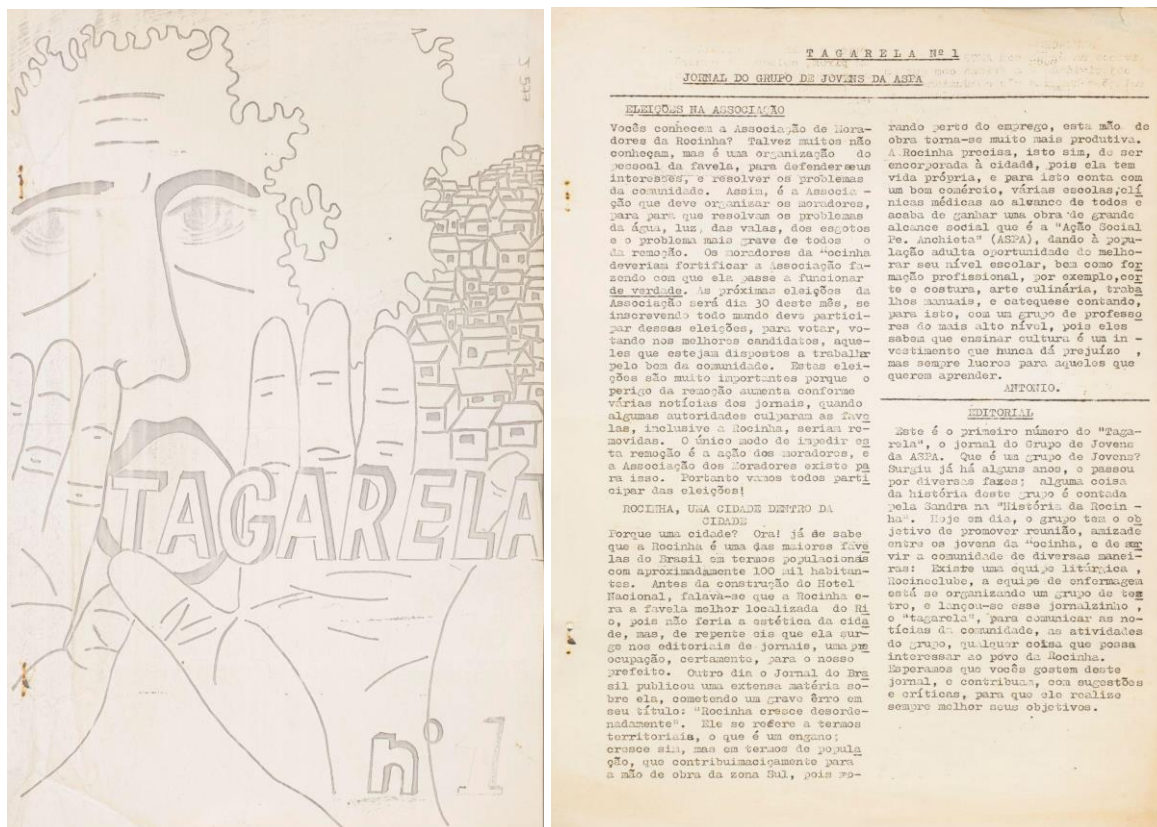 TAGARELA
nº 1
TAGARELA Nº 1
JORNAL DO GRUPO DE JOVENS DA ASPA
ELEIÇÕES NA ASSOCIAÇÃO
Vocês conhecem a Associação de Mora-
dores da Rocinha? Talvez muitos não
conheçam, mas é uma organização do
pessoal da favela, para defender seus
interesses, e resolver os problemas
da comunidade. Assim, é a Associa -
ção que deve organizar os moradores,
para para que resolvam os problemas
da água, luz, das valas, dos esgotos
e o problema mais grave de todos o
da remoção. Os moradores da "ocinha
deveriam fortificar a Associação fa-
zendo com que ela passe a funcionar
de verdade. As próximas eleições da
Associação será dia 30 deste mês, se
inscrevendo todo mundo deve partici-
par dessas eleições, para votar, vo-
tando nos melhores candidatos, aque-
les que estejam dispostos a trabalhr
pelo bem da comunidade. Estas elei-
ções são muito importantes porque o
perigo da remoção aumenta conforme
várias notícias dos jornais, quando
algumas autoridades culparam as fave
las, inclusive a Rocinha, seriam re-
movidas. O único modo de impedir es
ta remoção é a ação dos moradores, e
a Associação dos Moradores existe pa
ra isso. Portanto vamos todos parti
cipar das eleições!
ROCINHA, UMA CIDADE DENTRO DA
CIDADE
Porque uma cidade? Ora! já se sabe
que a Rocinha é uma das maiores fave
las do Brasil em termos populacionais
com aproximadamente 100 mil habitan-
tes. Antes da construção do Hotel
Nacional, falava-se que a Rocinha e-
ra a favela melhor localizada do Ri
o, pois não feria a estética da cida
de, mas, de repente eis que ela sur-
ge nos editoriais de jornais, uma pre
ocupação, certamente, para o nosso
prefeito. Outro dia o Jornal do Bra
sil publicou uma extensa matéria so-
bre ela, cometendo um grave êrro em
seu título: "Rocinha cresce desorde-
nadamente". Ele se refere a termos
territoriais, o que é um engano;
cresce sim, mas em termos de popula
ção, que contribuimaciçamente para
a mão de obra da zona Sul, pois mo-
rando perto do emprego, esta mão de
obra torna-se muito mais produtiva.
A Rocinha precisa, isto sim, de ser
encorporada à cidade, pois ela tem
vida própria, e para isto conta com
um bom comércio, várias escolas,clí
nicas médicas ao alcance de todos e
acaba de ganhar uma obra de grande
alcance social que é a "Ação Social
Pe. Anchieta" (ASPA), dando à popu-
lação adulta oportunidade de melho-
rar seu nível escolar, bem como for
mação profissional, por exemplo,cor
te e costura, arte culinária, traba
lhos manuais, e catequese contando,
para isto, com um grupo de professo
res do mais alto nível, pois eles
sabem que ensinar cultura é um in -
vestimento que nunca dá prejuízo ,
mas sempre lucros para aqueles que
querem aprender.
ANTONIO.
EDITORIAL
Este é o primeiro número do "Taga-
rela", o jornal do Grupo de Jovens
da ASPA. Que é um grupo de Jovens?
Surgiu já há alguns anos, e passou
por diversas fazes; alguma coisa
da história deste grupo é contada
pela Sandra na "História da Rocin -
ha". Hoje em dia, o grupo tem o ob
jetivo de promover reunião, amizade
entre os jovens da "ocinha, e de ser
vir a comunidade de diversas manei-
ras: Existe uma equipe litúrgica ,
Rocineclube, a equipe de enfermagem
está se organizando um grupo de tea
tro, e lançou-se esse jornalzinho ,
o "tagarela", para comunicar as no-
tícias da comunidade, as atividades
do grupo, qualquer coisa que possa
interessar ao povo da Rocinha.
Esperamos que vocês gostem deste
jornal, e contribuam, com sugestões
e críticas, para que ele realize
sempre melhor seus objetivos.